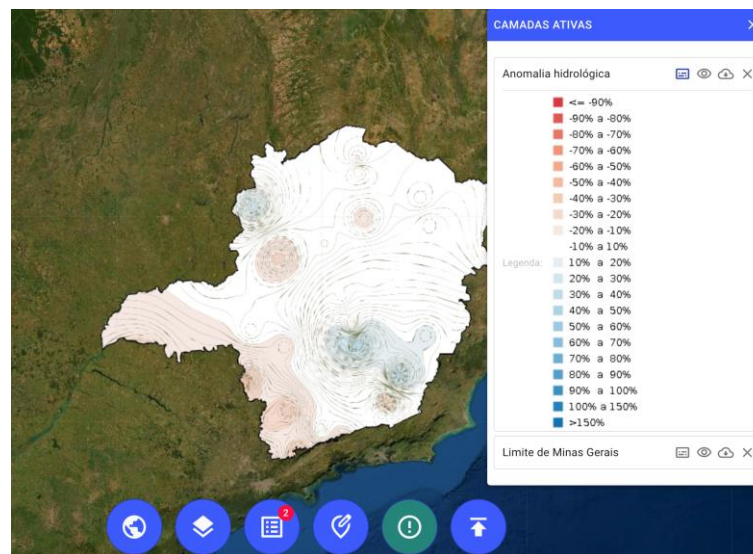 CAMADAS ATIVAS
Anomalia hidrológica
<= -90%
-90% a -80%
-80% a -70%
-70% a -60%
-60% a -50%
-50% a -40%
-40% a -30%
-30% a -20%
-20% a -10%
-10% a 10%
Legenda: 10% a 20%
20% a 30%
30% a 40%
40% a 50%
50% a 60%
60% a 70%
70% a 80%
80% a 90%
90% a 100%
100% a 150%
>150%
Limite de Minas Gerais
2